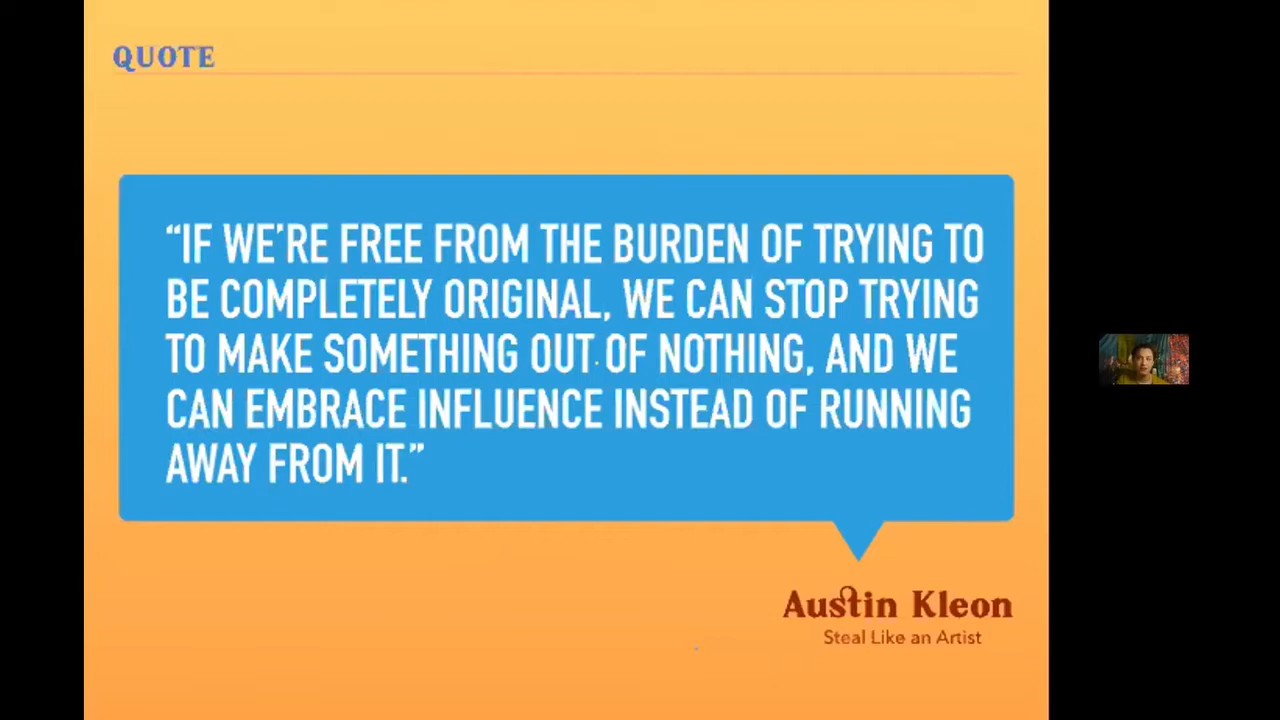 QUOTE
“IF WE’RE FREE FROM THE BURDEN OF TRYING TO
BE COMPLETELY ORIGINAL, WE CAN STOP TRYING
TO MAKE SOMETHING OUT OF NOTHING, AND WE
CAN EMBRACE INFLUENCE INSTEAD OF RUNNING
AWAY FROM IT.”
Austin Kleon
Steal Like an Artist